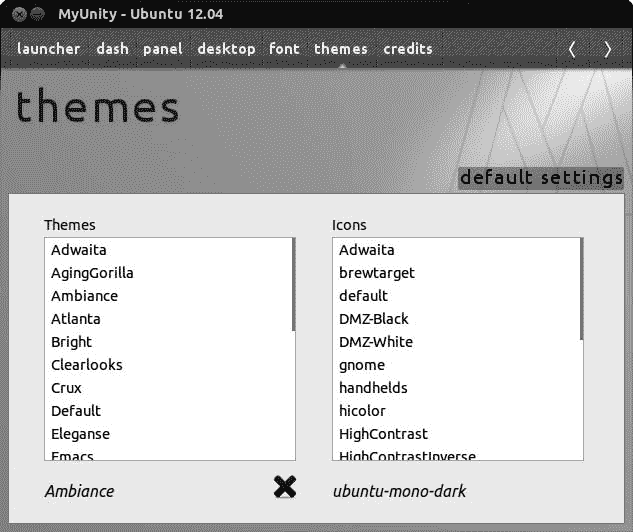 MyUnity - Ubuntu 12.04
launcher dash panel desktop font themes credits
themes
default settings
Themes
Adwaita
AgingGorilla
Ambiance
Atlanta
Bright
Clearlooks
Crux
Default
Eleganse
Emacs
Ambiance
Icons
Adwaita
brewtarget
default
DMZ-Black
DMZ-White
gnome
handhelds
hicolor
HighContrast
HighContrastInverse
ubuntu-mono-dark